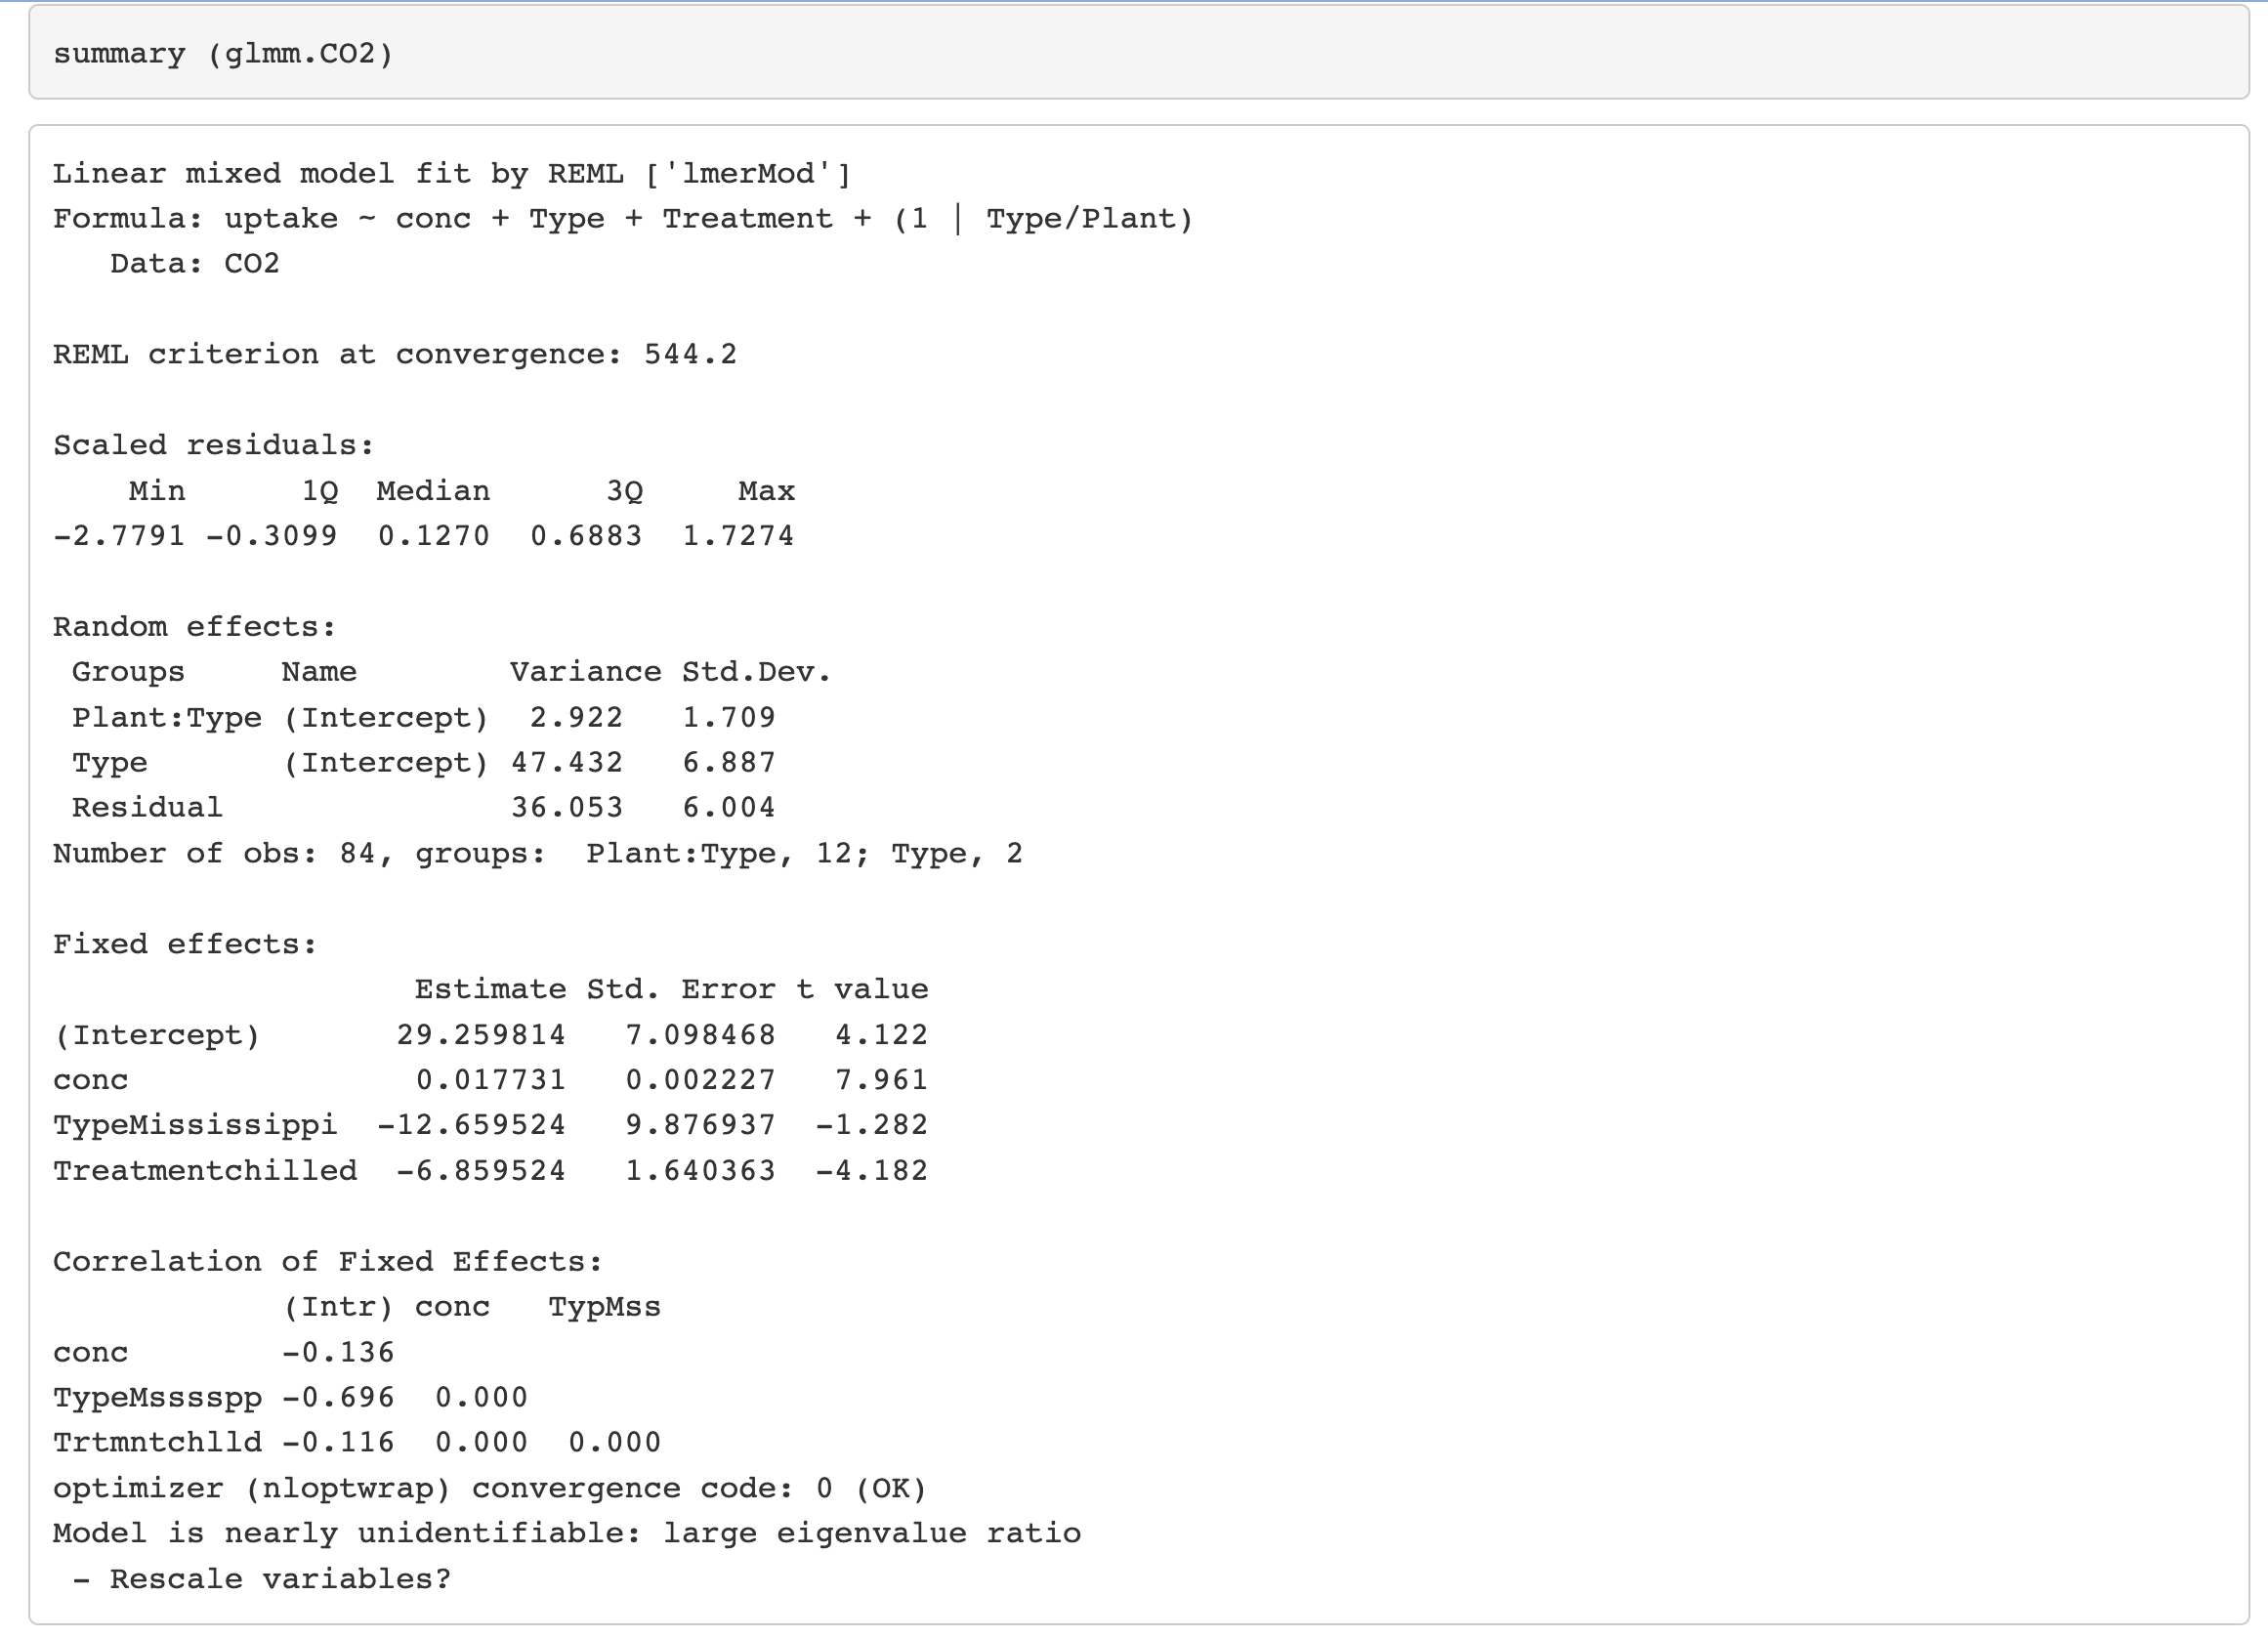 summary (glmm.CO2)
Linear mixed model fit by REML ['lmerMod']
Formula: uptake ~ conc + Type + Treatment + (1 | Type/Plant)
   Data: CO2
REML criterion at convergence: 544.2
Scaled residuals:
    Min      1Q  Median      3Q     Max
-2.7791 -0.3099  0.1270  0.6883  1.7274
Random effects:
 Groups     Name        Variance Std.Dev.
 Plant:Type (Intercept)  2.922   1.709
 Type       (Intercept) 47.432   6.887
 Residual               36.053   6.004
Number of obs: 84, groups:  Plant:Type, 12; Type, 2
Fixed effects:
                   Estimate Std. Error t value
(Intercept)       29.259814   7.098468   4.122
conc               0.017731   0.002227   7.961
TypeMississippi  -12.659524   9.876937  -1.282
Treatmentchilled  -6.859524   1.640363  -4.182
Correlation of Fixed Effects:
            (Intr) conc   TypMss
conc        -0.136
TypeMsssspp -0.696  0.000
Trtmntchlld -0.116  0.000  0.000
optimizer (nloptwrap) convergence code: 0 (OK)
Model is nearly unidentifiable: large eigenvalue ratio
 - Rescale variables?